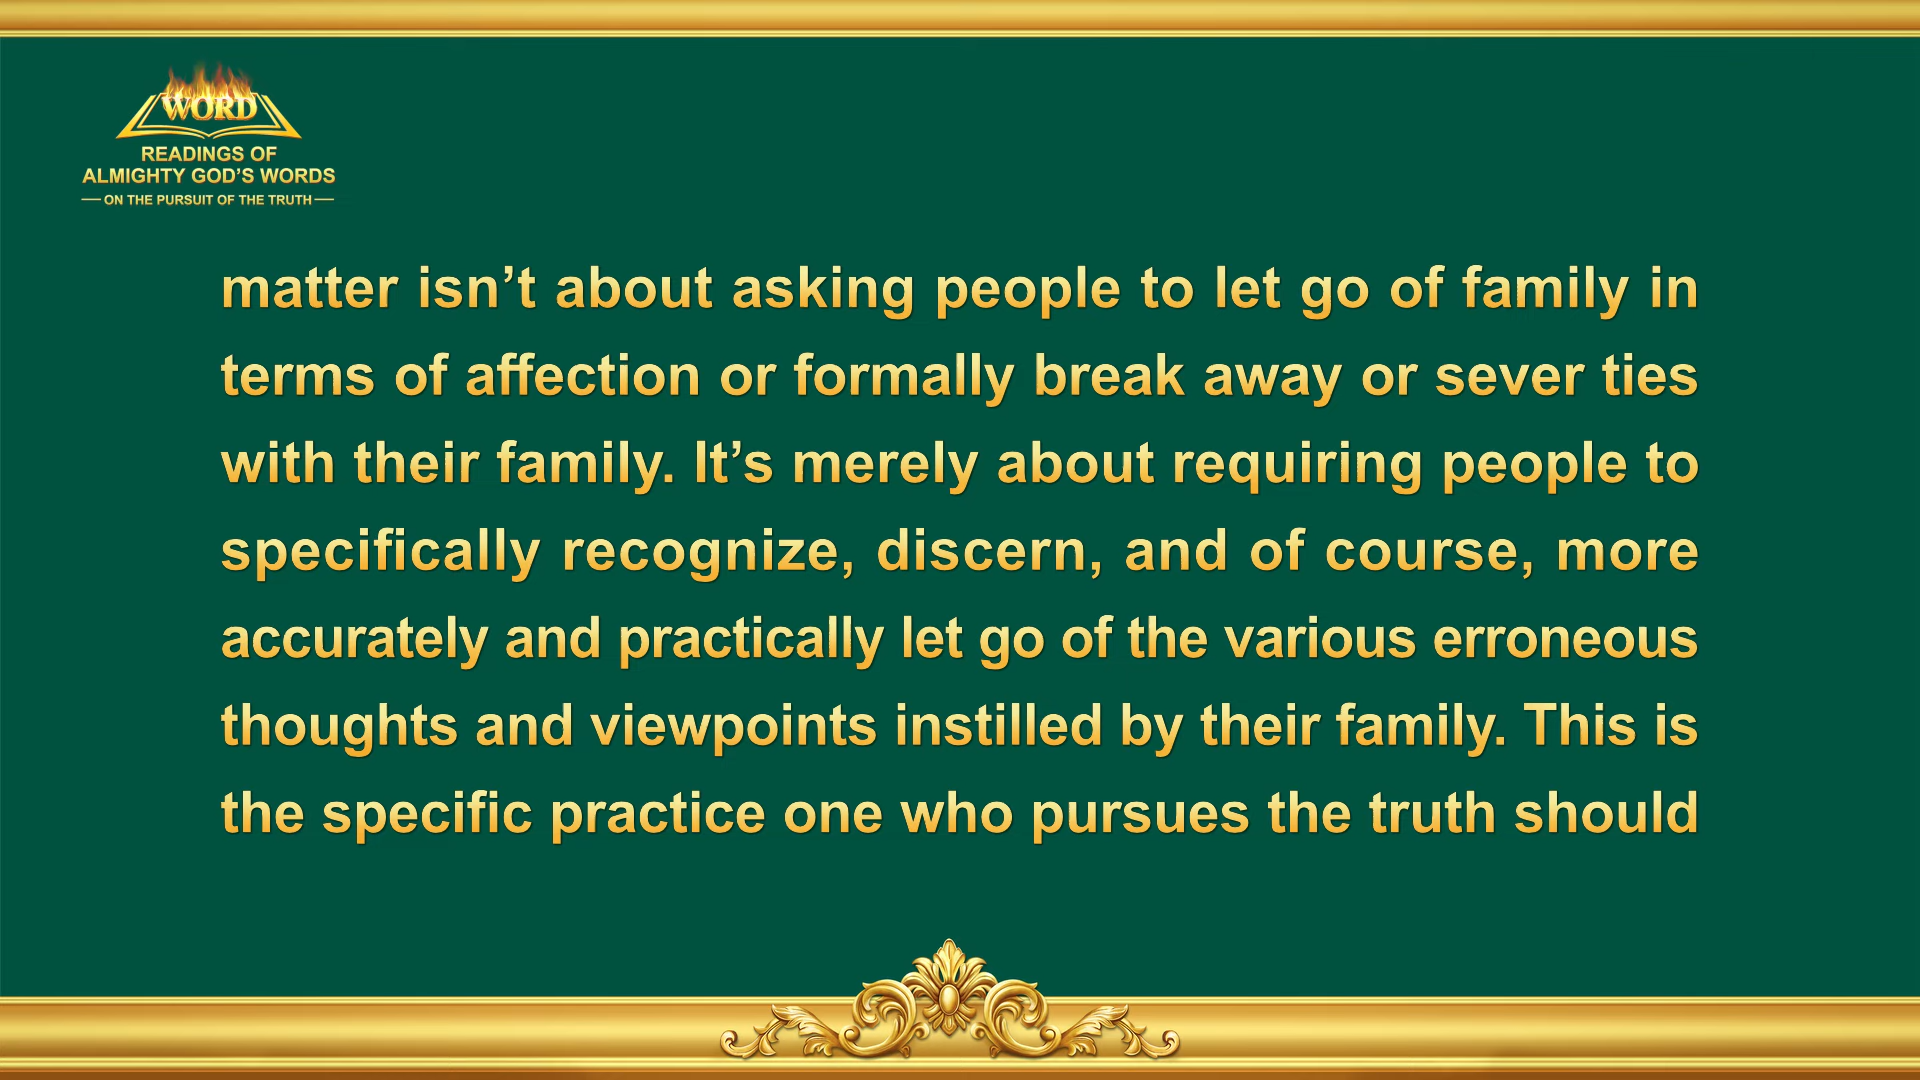 WORD
READINGS OF
ALMIGHTY GOD’S WORDS
ON THE PURSUIT OF THE TRUTH
matter isn’t about asking people to let go of family in
terms of affection or formally break away or sever ties
with their family. It’s merely about requiring people to
specifically recognize, discern, and of course, more
accurately and practically let go of the various erroneous
thoughts and viewpoints instilled by their family. This is
the specific practice one who pursues the truth should